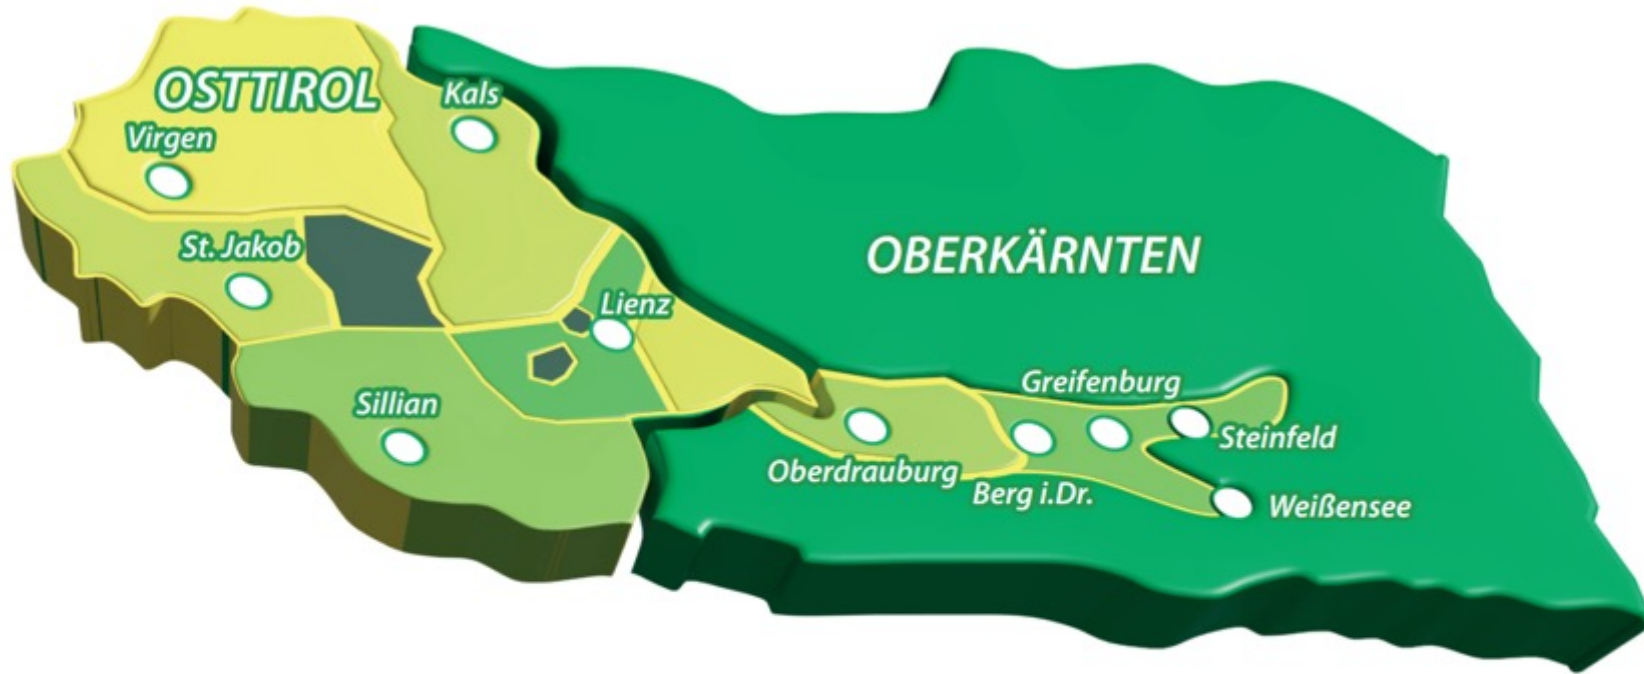 OSTTIROL
Kals
Virgen
St. Jakob
OBERKÄRNTEN
Lienz
Greifenburg
Sillian
Steinfeld
Oberdrauburg
Berg i.Dr.
Weißensee